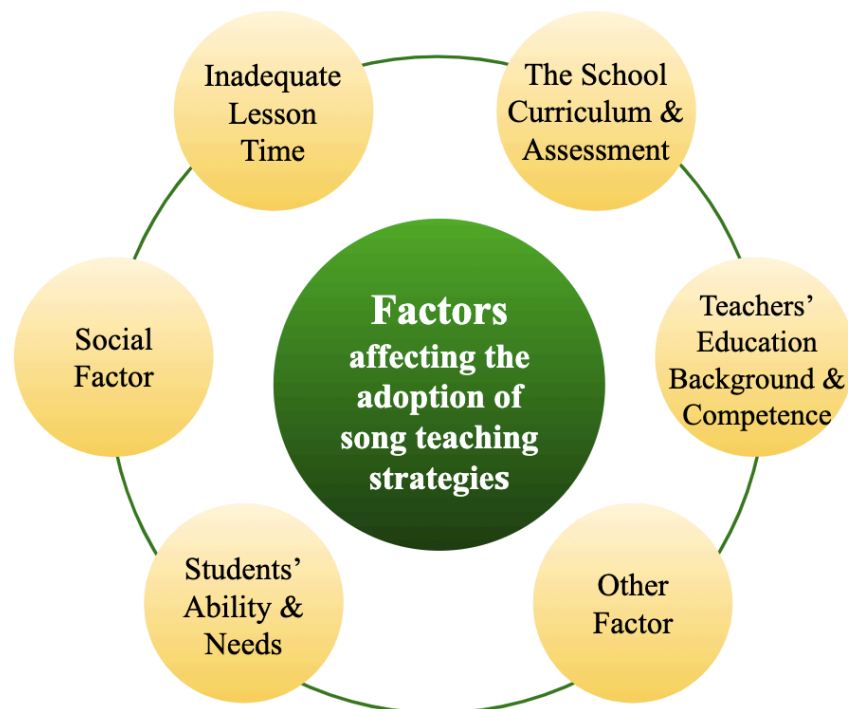 Inadequate
Lesson
Time
The School
Curriculum &
Assessment
Teachers’
Education
Background &
Competence
Other
Factor
Students’
Ability &
Needs
Social
Factor
Factors
affecting the
adoption of
song teaching
strategies